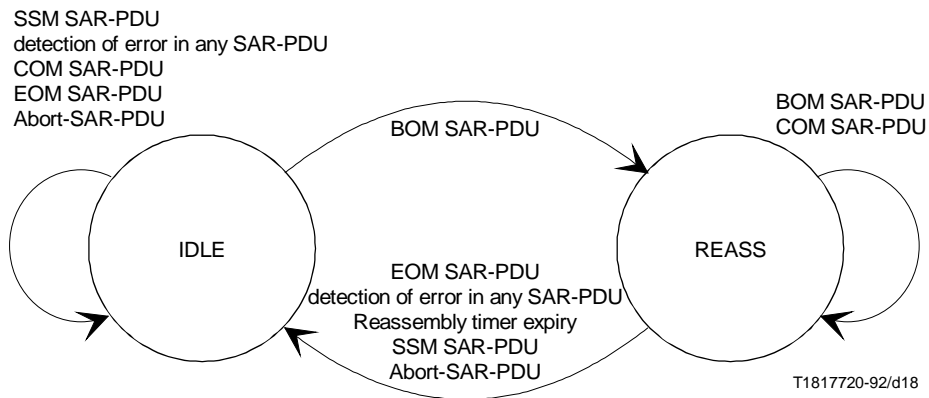 SSM SAR-PDU
detection of error in any SAR-PDU
COM SAR-PDU
EOM SAR-PDU
Abort-SAR-PDU
BOM SAR-PDU
BOM SAR-PDU
COM SAR-PDU
IDLE
REASS
EOM SAR-PDU
detection of error in any SAR-PDU
Reassembly timer expiry
SSM SAR-PDU
Abort-SAR-PDU
T1817720-92/d18